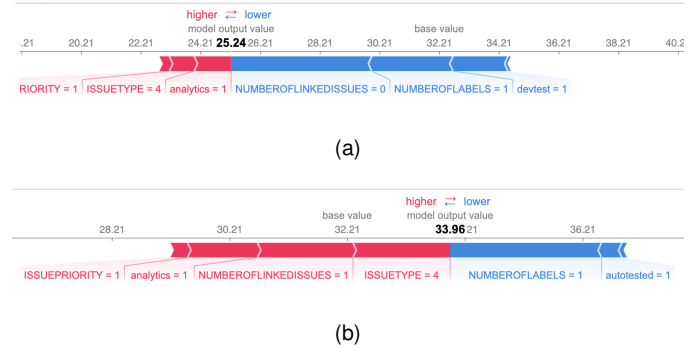 higher ⇄ lower
model output value base value
.21 20.21 22.21 24.21 25.24 26.21 28.21 30.21 32.21 34.21 36.21 38.21 40.2
RIORITY = 1 ISSUETYPE = 4 analytics = 1 NUMBEROFLINKEDISSUES = 0 NUMBEROFLABELS = 1 devtest = 1
(a)
higher ⇄ lower
base value model output value
28.21 30.21 32.21 33.96 21 36.21
ISSUEPRIORITY = 1 analytics = 1 NUMBEROFLINKEDISSUES = 1 ISSUETYPE = 4 NUMBEROFLABELS = 1 autotested = 1
(b)